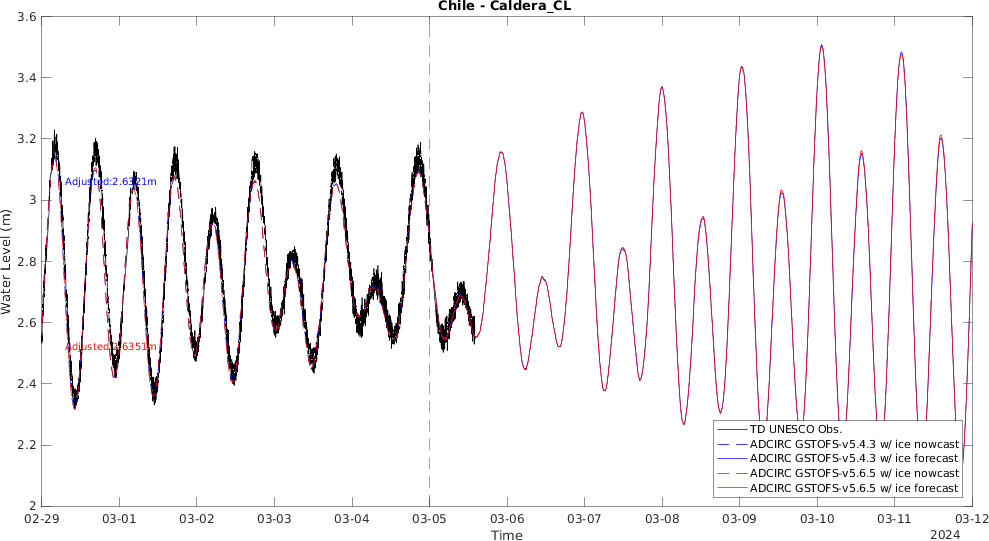 Chile - Caldera_CL
3.6
3.4
3.2
3
2.8
2.6
2.4
2.2
2
Water Level (m)
Adjusted:2.6321m
Adjusted:2.6351m
TD UNESCO Obs.
ADCIRC GSTOFS-v5.4.3 w/ ice nowcast
ADCIRC GSTOFS-v5.4.3 w/ ice forecast
ADCIRC GSTOFS-v5.6.5 w/ ice nowcast
ADCIRC GSTOFS-v5.6.5 w/ ice forecast
02-29 03-01 03-02 03-03 03-04 03-05 03-06 03-07 03-08 03-09 03-10 03-11 03-12
Time
2024